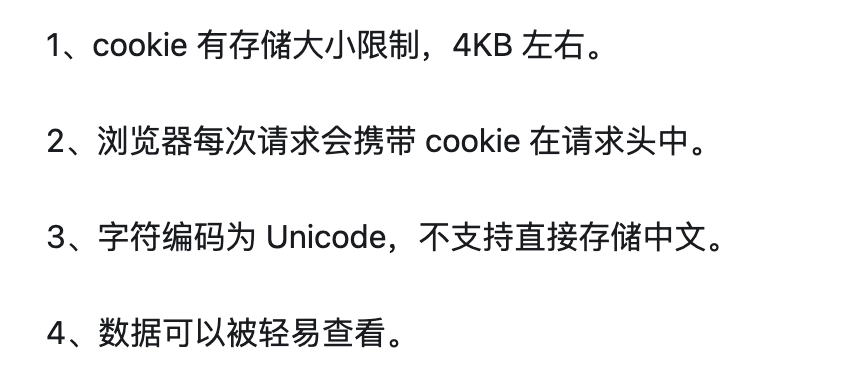 1、cookie 有存储大小限制，4KB 左右。
2、浏览器每次请求会携带 cookie 在请求头中。
3、字符编码为 Unicode，不支持直接存储中文。
4、数据可以被轻易查看。